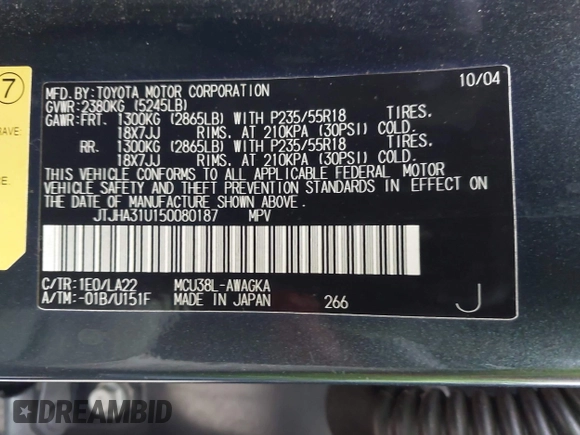 7
MFD.BY:TOYOTA MOTOR CORPORATION 10/04
GVWR:2380KG (5245LB)
GAWR:FRT. 1300KG (2865LB) WITH P235/55R18 TIRES.
18X7JJ RIMS. AT 210KPA (30PSI) COLD.
RR. 1300KG (2865LB) WITH P235/55R18 TIRES.
18X7JJ RIMS. AT 210KPA (30PSI) COLD.
THIS VEHICLE CONFORMS TO ALL APPLICABLE FEDERAL MOTOR
VEHICLE SAFETY AND THEFT PREVENTION STANDARDS IN EFFECT ON
THE DATE OF MANUFACTURE SHOWN ABOVE.
JTJHA31U150080187 MPV
C/TR:1E0/LA22 MCU38L-AWAGKA
A/TM:-01B/U151F MADE IN JAPAN 266 J
DREAMBID